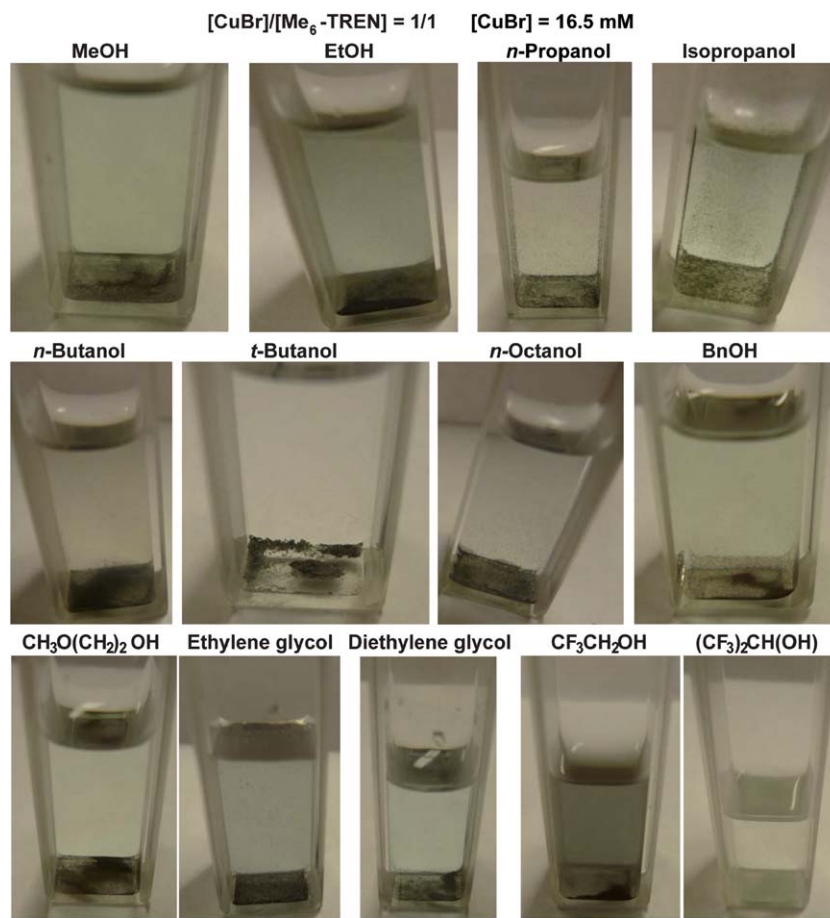 [CuBr]/[Me₆-TREN] = 1/1 [CuBr] = 16.5 mM
MeOH EtOH n-Propanol Isopropanol
n-Butanol t-Butanol n-Octanol BnOH
CH₃O(CH₂)₂ OH Ethylene glycol Diethylene glycol CF₃CH₂OH (CF₃)₂CH(OH)